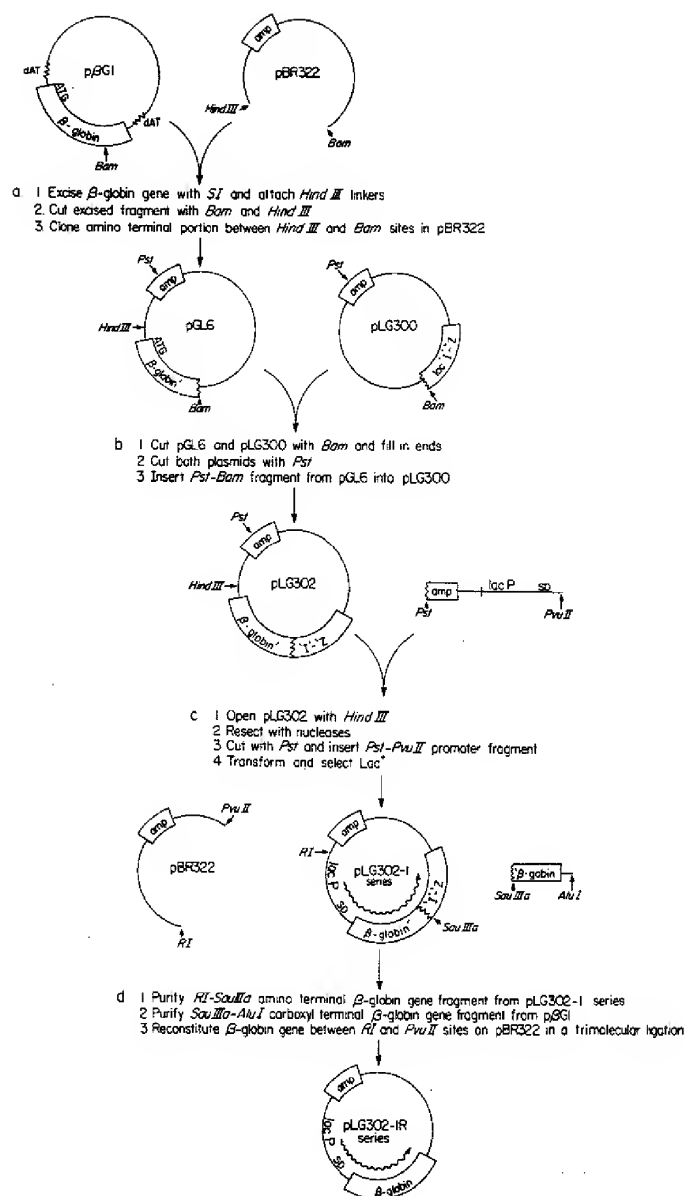 amp
pβG1
pBR322
dAT
ATG
β-globin
dAT
Hind III
Bam
Bam
a 1 Excise β-globin gene with SI and attach Hind III linkers
2. Cut excised fragment with Bam and Hind III
3. Clone amino terminal portion between Hind III and Bam sites in pBR322
Pst
amp
Pst
amp
pGL6
pLG300
Hind III
ATG
β-globin'
Bam
lac 'I'-Z
Bam
b 1 Cut pGL6 and pLG300 with Bam and fill in ends
2 Cut both plasmids with Pst
3 Insert Pst-Bam fragment from pGL6 into pLG300
Pst
amp
pLG302
Hind III
β-globin'
'I'-Z
amp
lac P
SD
Pst
Pvu II
c 1 Open pLG302 with Hind III
2 Resect with nucleases
3 Cut with Pst and insert Pst-Pvu II promoter fragment
4 Transform and select Lac+
Pvu II
amp
pBR322
RI
amp
RI
pLG302-I
series
lac P
SD
β-globin'
'I'-Z
Sau IIIa
'β-gobin
Sau IIIa
Alu I
d 1 Purify RI-SauIIIa amino terminal β-globin gene fragment from pLG302-I series
2 Purify SauIIIa-AluI carboxyl terminal β-globin gene fragment from pβG1
3 Reconstitute β-globin gene between RI and Pvu II sites on pBR322 in a trimolecular ligation
amp
pLG302-IR
series
lac P
SD
β-globin